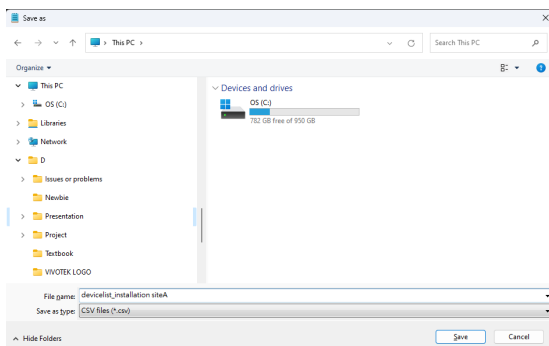 Save as
This PC
Search This PC
Organize
This PC
OS (C:)
Libraries
Network
D
Issues or problems
Newbie
Presentation
Project
Textbook
VIVOTEK LOGO
Devices and drives
OS (C:)
782 GB free of 950 GB
File name: devicelist_installation siteA
Save as type: CSV files (*.csv)
Hide Folders
Save
Cancel